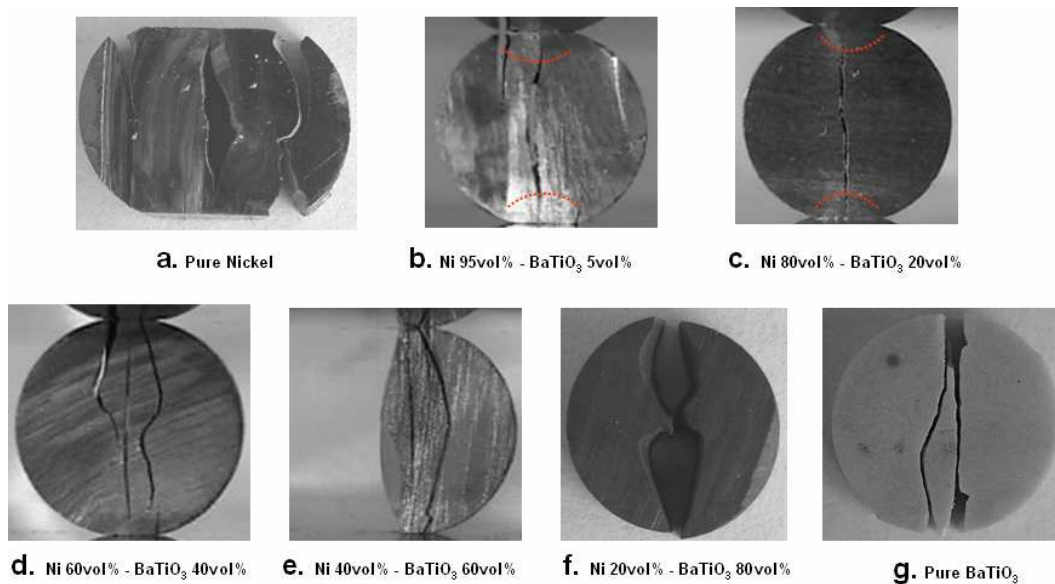 a. Pure Nickel
b. Ni 95vol% - BaTiO₃ 5vol%
c. Ni 80vol% - BaTiO₃ 20vol%
d. Ni 60vol% - BaTiO₃ 40vol%
e. Ni 40vol% - BaTiO₃ 60vol%
f. Ni 20vol% - BaTiO₃ 80vol%
g. Pure BaTiO₃